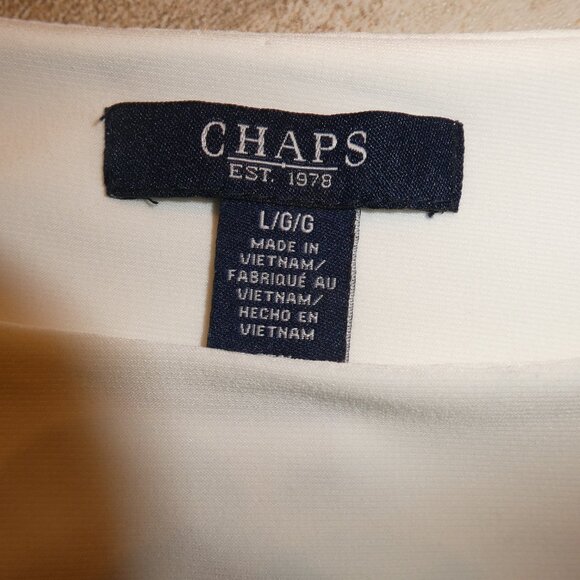 CHAPS
EST. 1978
L/G/G
MADE IN
VIETNAM/
FABRIQUÉ AU
VIETNAM/
HECHO EN
VIETNAM